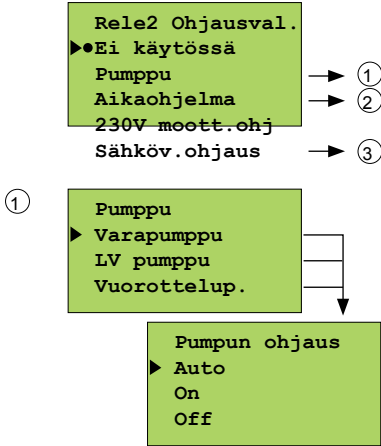 Rele2 Ohjausval.
Ei käytössä
Pumppu 1
Aikaohjelma 2
230V moott.ohj
Sähköv.ohjaus 3
1
Pumppu
Varapumppu
LV pumppu
Vuorottelup.
Pumpun ohjaus
Auto
On
Off